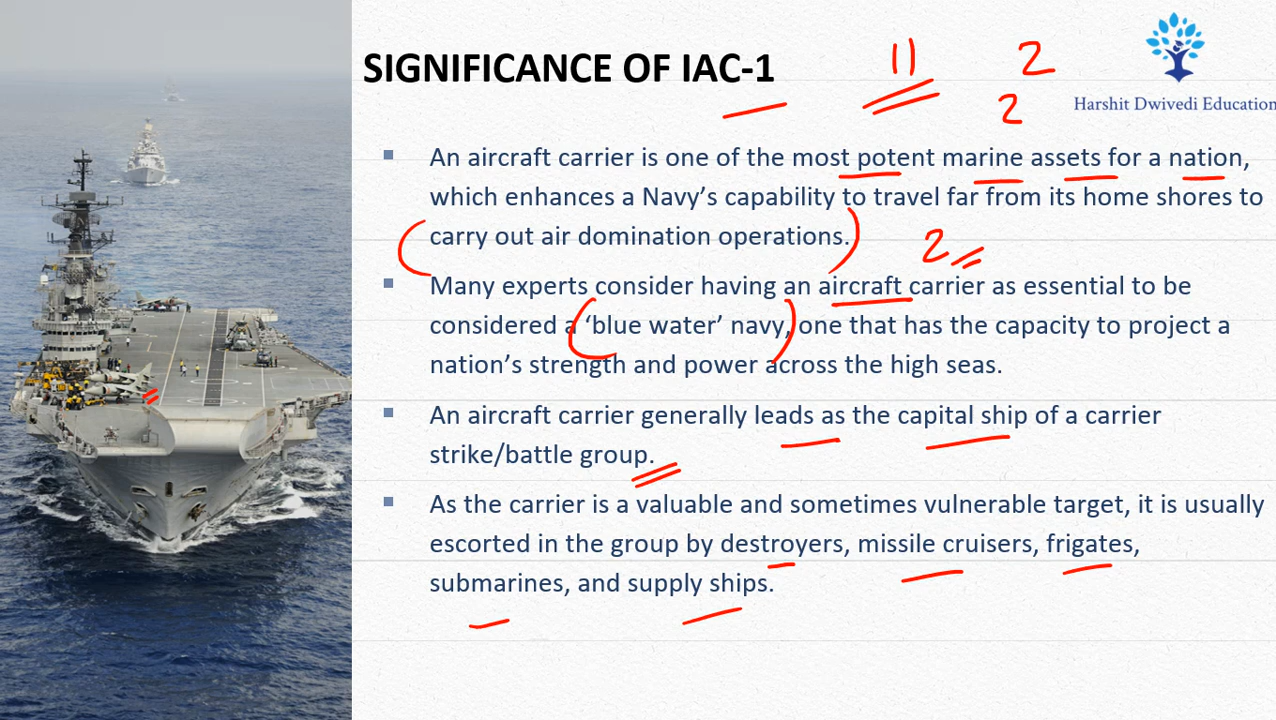 SIGNIFICANCE OF IAC-1
11
2
2
Harshit Dwivedi Education
An aircraft carrier is one of the most potent marine assets for a nation,
which enhances a Navy’s capability to travel far from its home shores to
carry out air domination operations.
2
Many experts consider having an aircraft carrier as essential to be
considered a ‘blue water’ navy, one that has the capacity to project a
nation’s strength and power across the high seas.
An aircraft carrier generally leads as the capital ship of a carrier
strike/battle group.
As the carrier is a valuable and sometimes vulnerable target, it is usually
escorted in the group by destroyers, missile cruisers, frigates,
submarines, and supply ships.